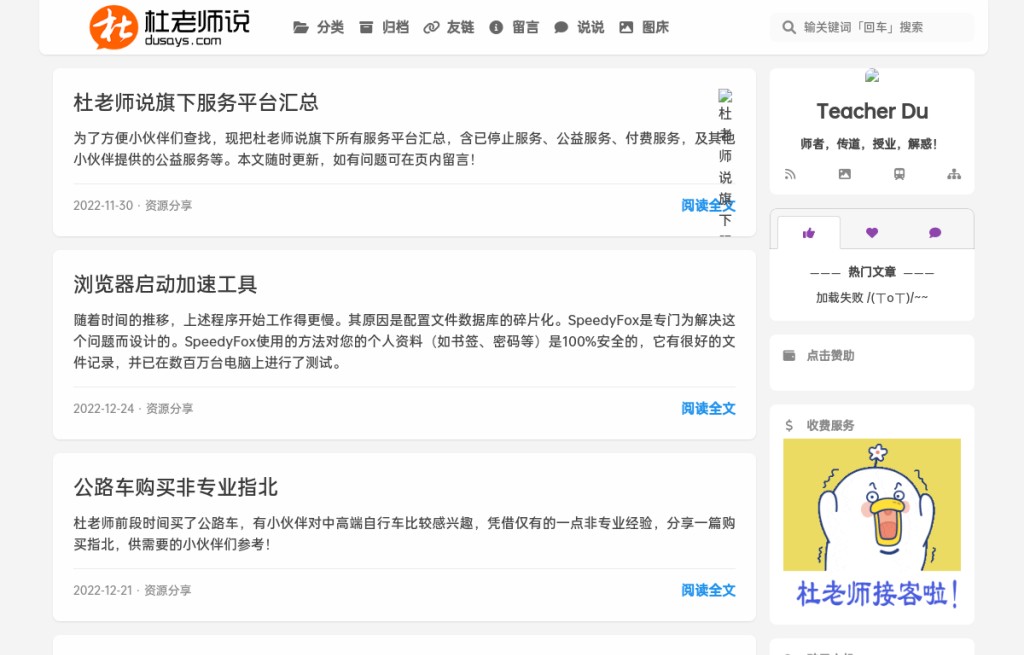 杜老师说
dusays.com
分类 归档 友链 留言 说说 图床
输关键词「回车」搜索
杜老师说旗下服务平台汇总
为了方便小伙伴们查找，现把杜老师说旗下所有服务平台汇总，含已停止服务、公益服务、付费服务，及其他
小伙伴提供的公益服务等。本文随时更新，如有问题可在页内留言！
杜
老
师
说
旗
下
2022-11-30 · 资源分享
阅读全文
浏览器启动加速工具
随着时间的推移，上述程序开始工作得更慢。其原因是配置文件数据库的碎片化。SpeedyFox是专门为解决这
个问题而设计的。SpeedyFox使用的方法对您的个人资料（如书签、密码等）是100%安全的，它有很好的文
件记录，并已在数百万台电脑上进行了测试。
2022-12-24 · 资源分享
阅读全文
公路车购买非专业指北
杜老师前段时间买了公路车，有小伙伴对中高端自行车比较感兴趣，凭借仅有的一点非专业经验，分享一篇购
买指北，供需要的小伙伴们参考！
2022-12-21 · 资源分享
阅读全文
Teacher Du
师者，传道，授业，解惑！
——— 热门文章 ———
加载失败 /(ㄒoㄒ)/~~
点击赞助
收费服务
杜老师接客啦！